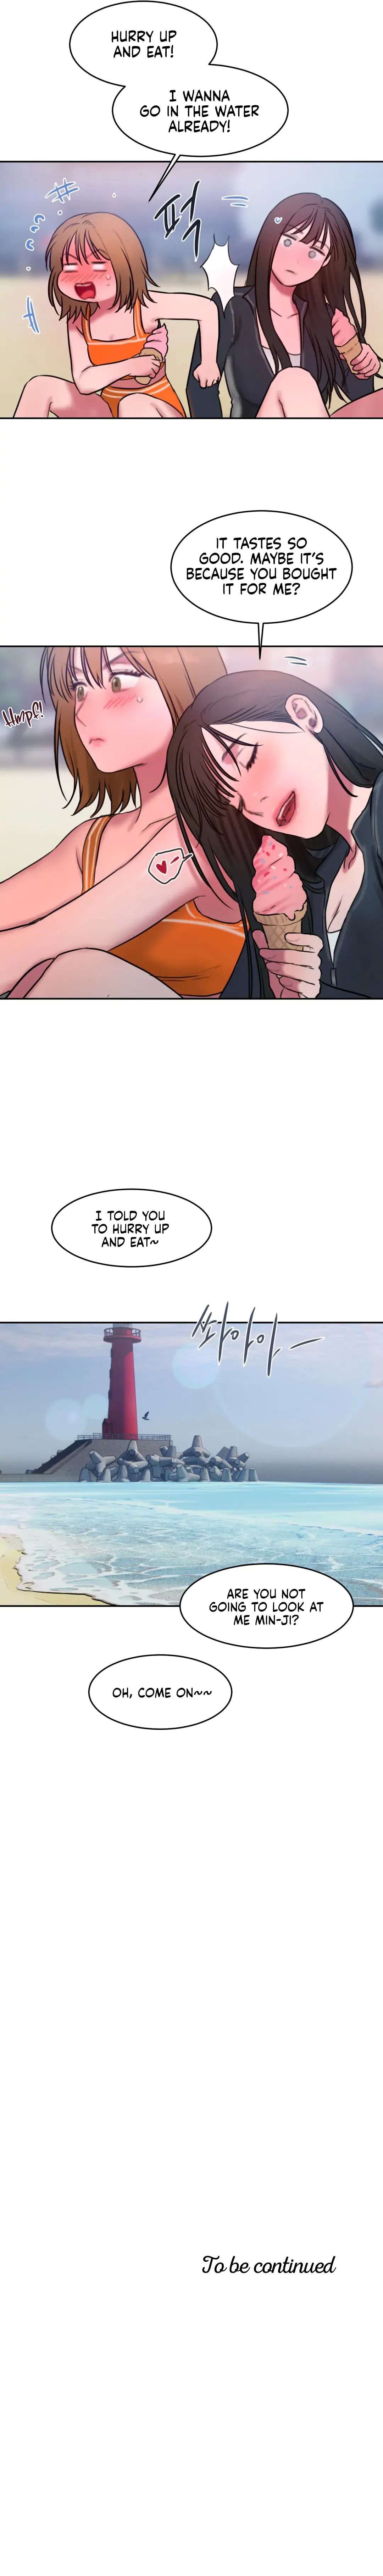 HURRY UP
AND EAT!
I WANNA
GO IN THE WATER
ALREADY!
퍽
IT TASTES SO
GOOD. MAYBE IT'S
BECAUSE YOU BOUGHT
IT FOR ME?
Hmpf!
I TOLD YOU
TO HURRY UP
AND EAT~
쏴아아아—
ARE YOU NOT
GOING TO LOOK AT
ME MIN-JI?
OH, COME ON~~
To be continued